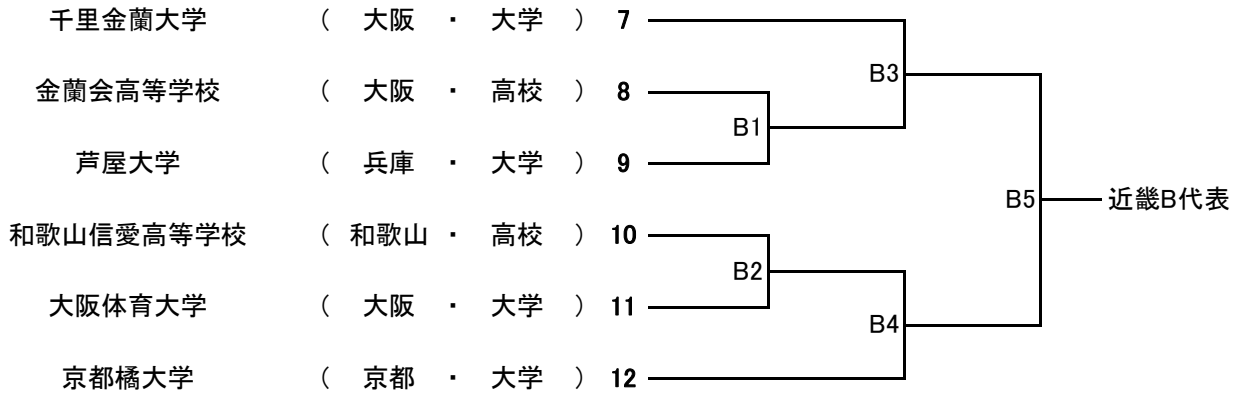 千里金蘭大学 ( 大阪 ・ 大学 ) 7
B3
金蘭会高等学校 ( 大阪 ・ 高校 ) 8
B1
芦屋大学 ( 兵庫 ・ 大学 ) 9
B5 近畿B代表
和歌山信愛高等学校 ( 和歌山 ・ 高校 ) 10
B2
大阪体育大学 ( 大阪 ・ 大学 ) 11
B4
京都橘大学 ( 京都 ・ 大学 ) 12